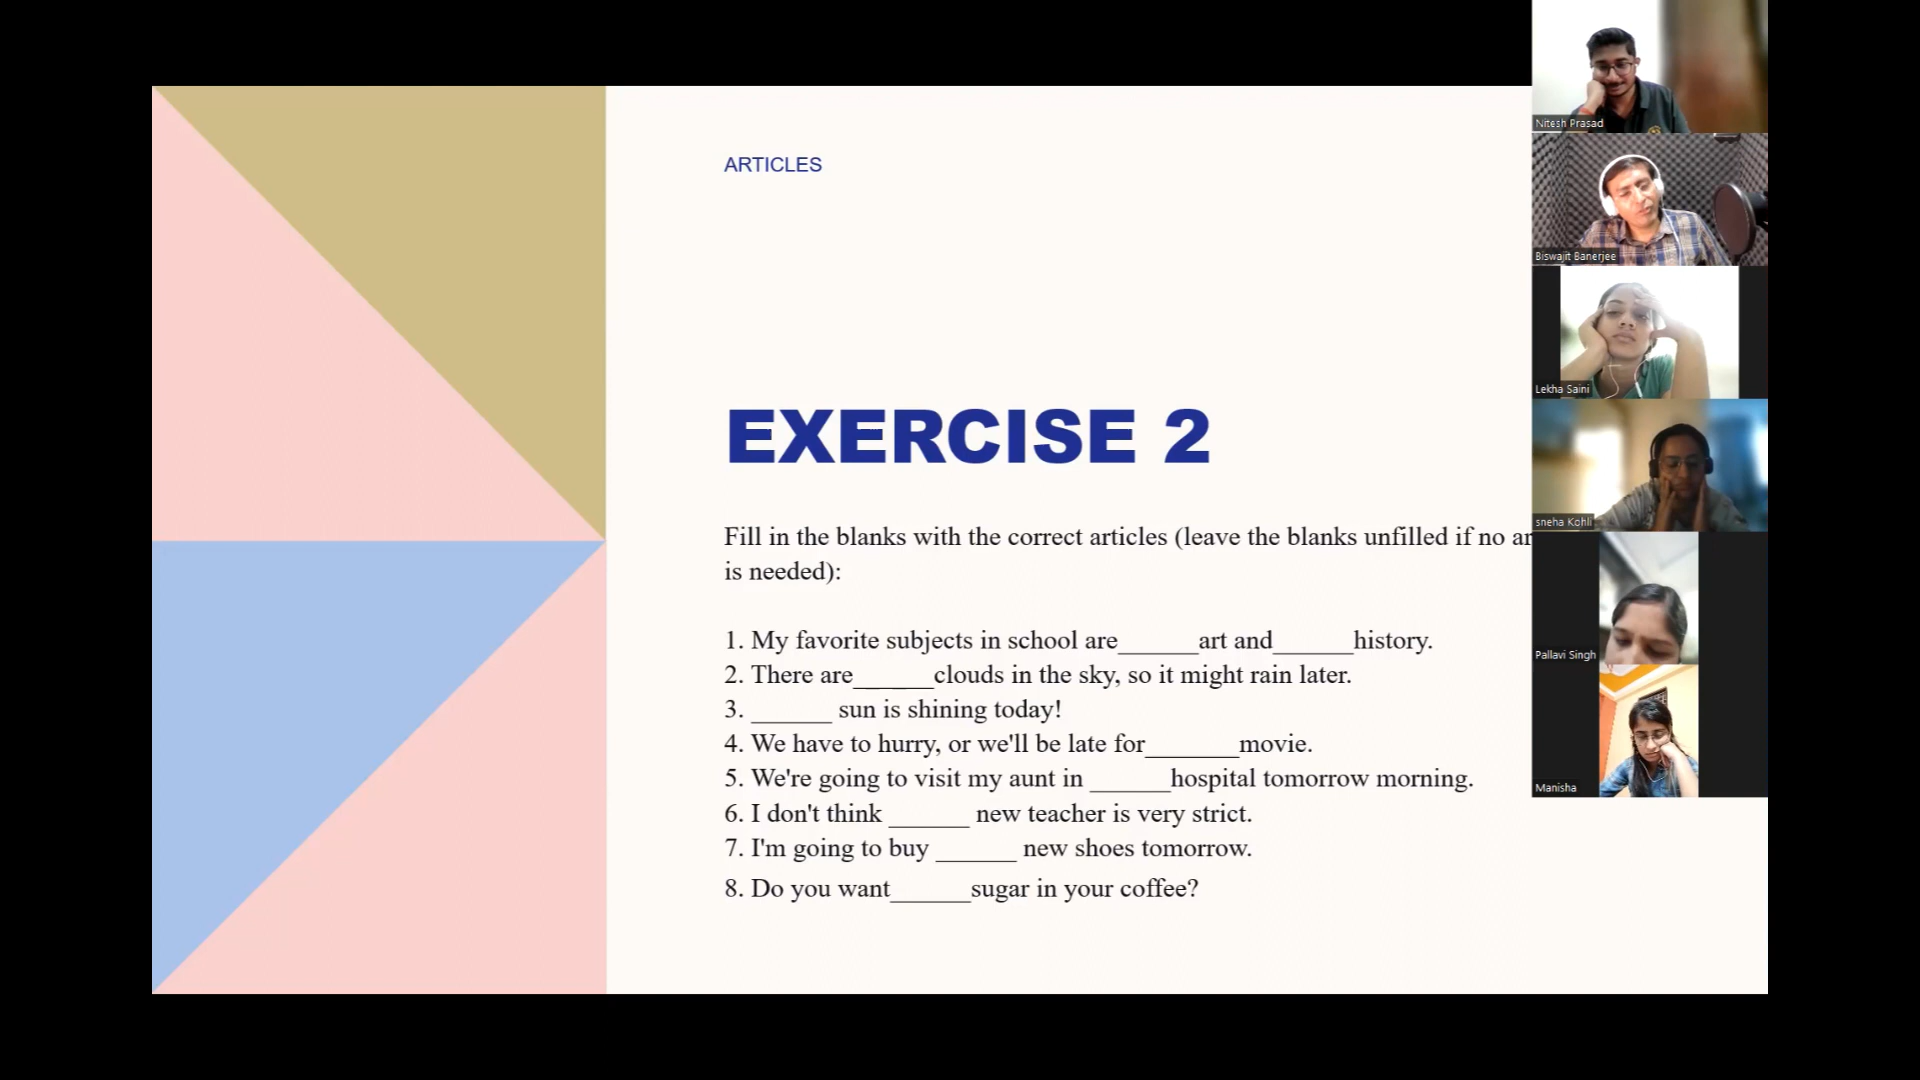 ARTICLES
EXERCISE 2
Fill in the blanks with the correct articles (leave the blanks unfilled if no
is needed):
1. My favorite subjects in school are______art and______history.
2. There are______clouds in the sky, so it might rain later.
3. ______ sun is shining today!
4. We have to hurry, or we'll be late for_______movie.
5. We're going to visit my aunt in ______hospital tomorrow morning.
6. I don't think ______ new teacher is very strict.
7. I'm going to buy ______ new shoes tomorrow.
8. Do you want______sugar in your coffee?
Nitesh Prasad
Biswajit Banerjee
Lekha Saini
sneha Kohli
Pallavi Singh
Manisha